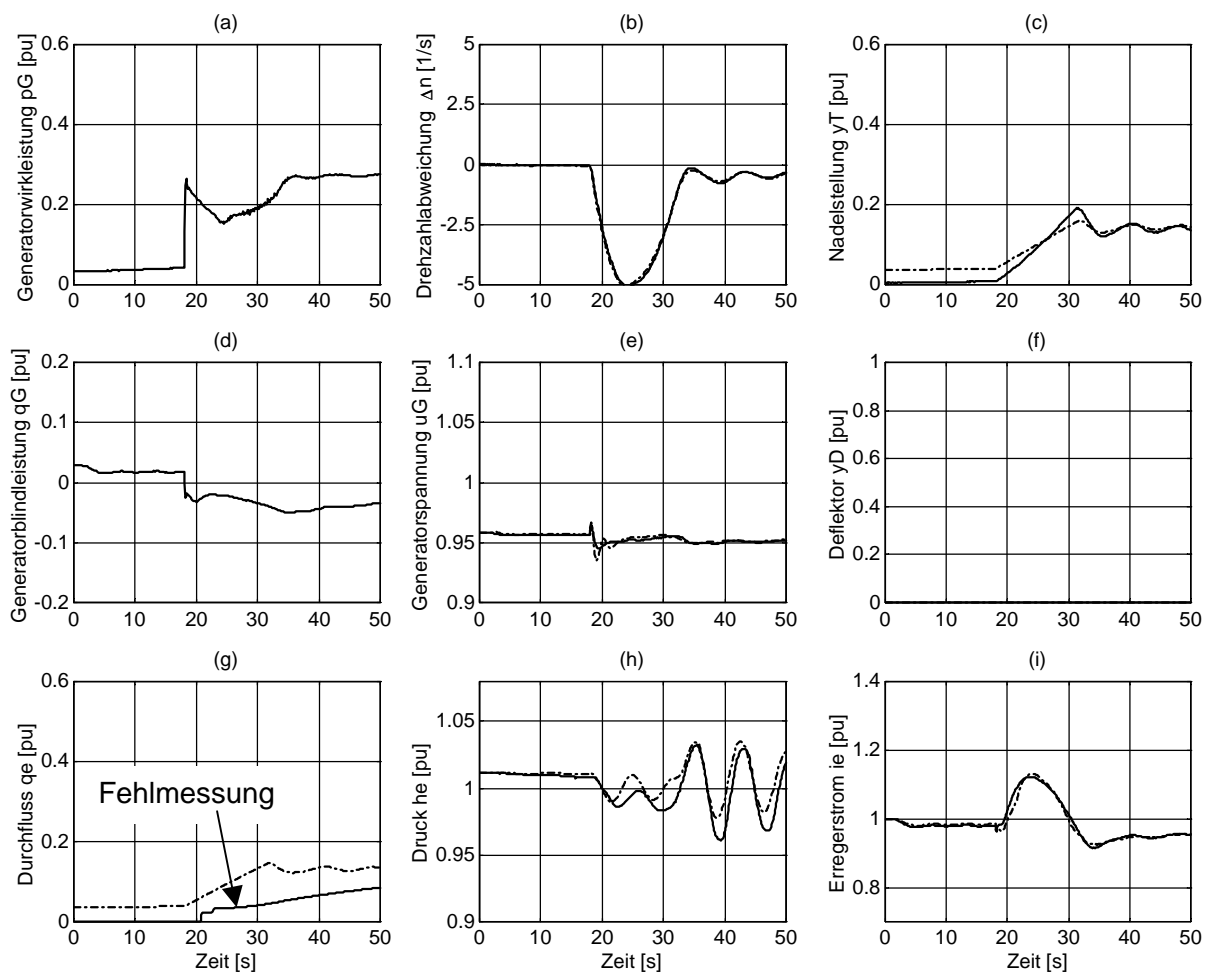 (a)
Generatorwirkleistung pG [pu]
0.6
0.4
0.2
0
0 10 20 30 40 50
(b)
Drehzahlabweichung Δn [1/s]
5
2.5
0
-2.5
-5
0 10 20 30 40 50
(c)
Nadelstellung yT [pu]
0.6
0.4
0.2
0
0 10 20 30 40 50
(d)
Generatorblindleistung qG [pu]
0.2
0.1
0
-0.1
-0.2
0 10 20 30 40 50
(e)
Generatorspannung uG [pu]
1.1
1.05
1
0.95
0.9
0 10 20 30 40 50
(f)
Deflektor yD [pu]
1
0.8
0.6
0.4
0.2
0
0 10 20 30 40 50
(g)
Durchfluss qe [pu]
0.6
0.4
0.2
0
Fehlmessung
0 10 20 30 40 50
Zeit [s]
(h)
Druck he [pu]
1.05
1
0.95
0.9
0 10 20 30 40 50
Zeit [s]
(i)
Erregerstrom ie [pu]
1.4
1.2
1
0.8
0 10 20 30 40 50
Zeit [s]